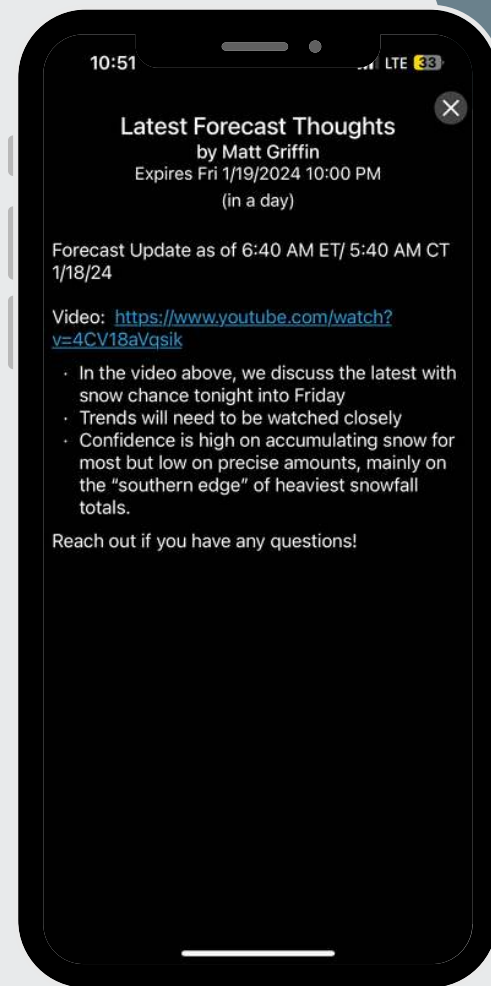 10:51
LTE 33
Latest Forecast Thoughts
by Matt Griffin
Expires Fri 1/19/2024 10:00 PM
(in a day)
Forecast Update as of 6:40 AM ET/ 5:40 AM CT
1/18/24
Video: https://www.youtube.com/watch?
v=4CV18aVqsik
· In the video above, we discuss the latest with
snow chance tonight into Friday
· Trends will need to be watched closely
· Confidence is high on accumulating snow for
most but low on precise amounts, mainly on
the “southern edge” of heaviest snowfall
totals.
Reach out if you have any questions!